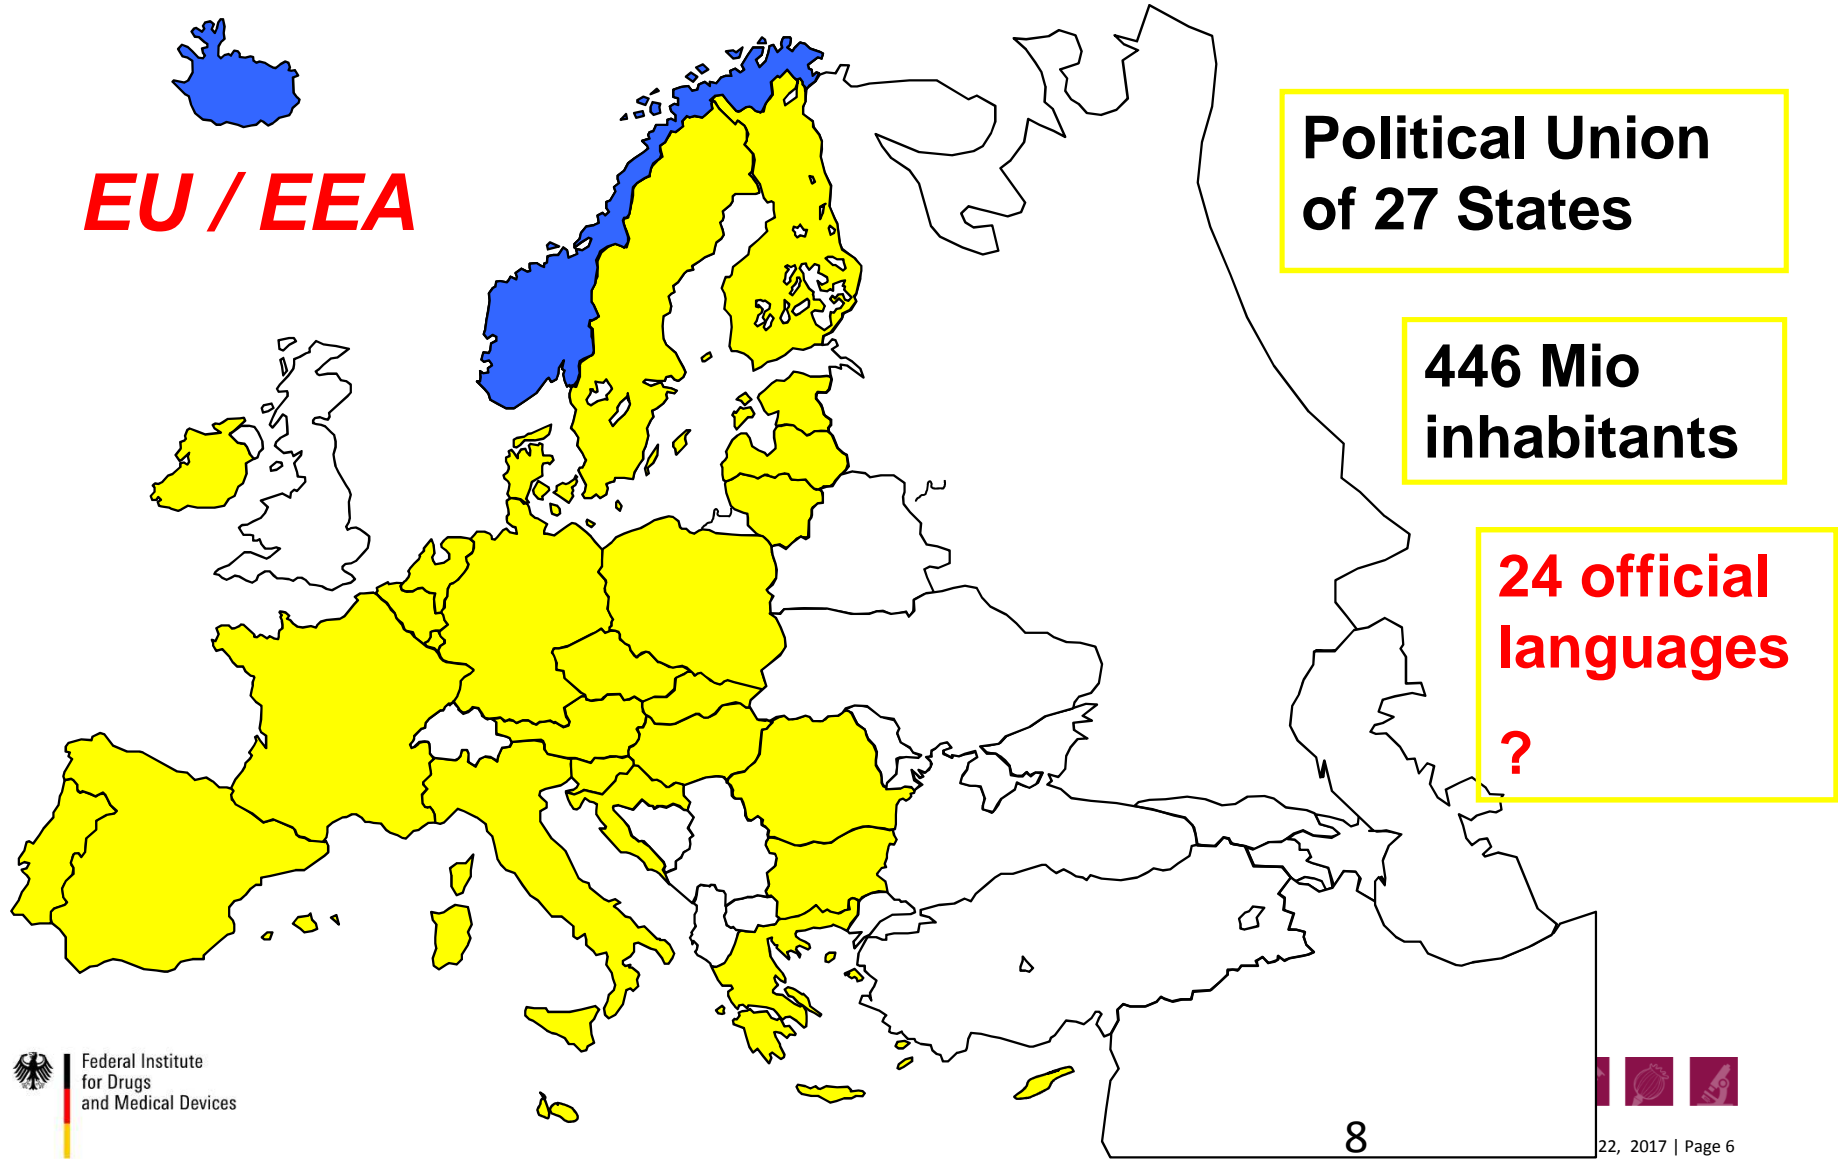 EU / EEA
Political Union
of 27 States
446 Mio
inhabitants
24 official
languages
?
Federal Institute
for Drugs
and Medical Devices
8
22, 2017 | Page 6